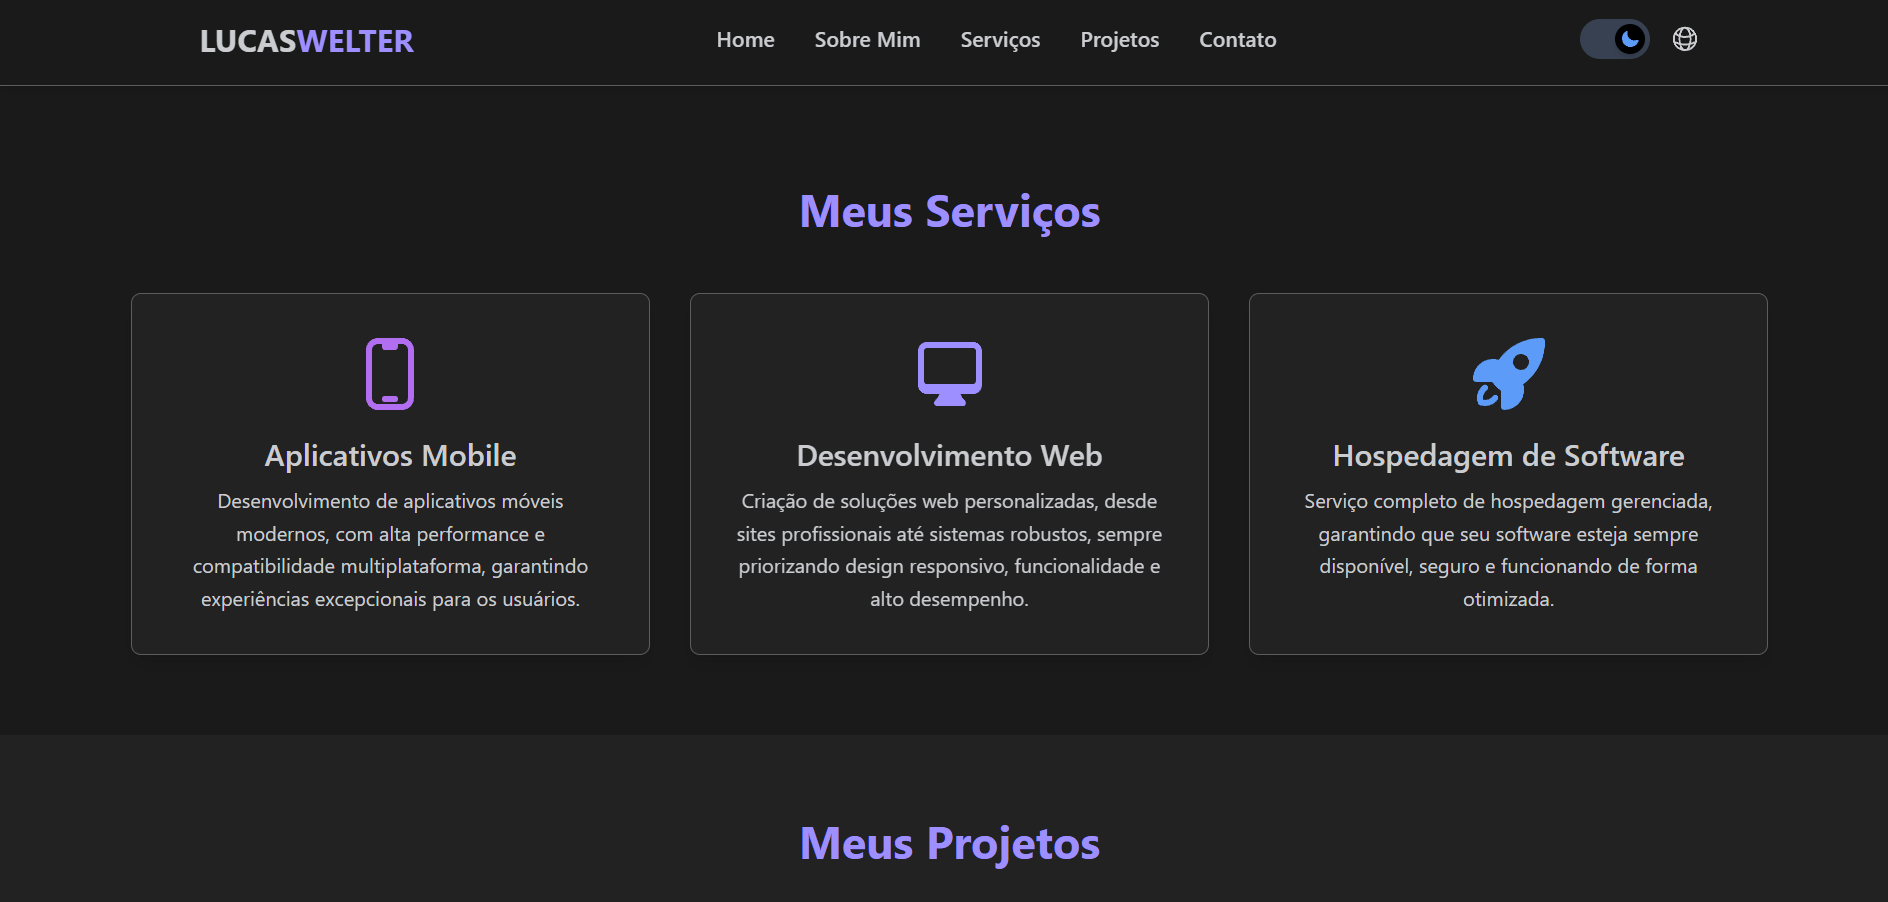 LUCASWELTER
Home Sobre Mim Serviços Projetos Contato
Meus Serviços
Aplicativos Mobile
Desenvolvimento de aplicativos móveis
modernos, com alta performance e
compatibilidade multiplataforma, garantindo
experiências excepcionais para os usuários.
Desenvolvimento Web
Criação de soluções web personalizadas, desde
sites profissionais até sistemas robustos, sempre
priorizando design responsivo, funcionalidade e
alto desempenho.
Hospedagem de Software
Serviço completo de hospedagem gerenciada,
garantindo que seu software esteja sempre
disponível, seguro e funcionando de forma
otimizada.
Meus Projetos